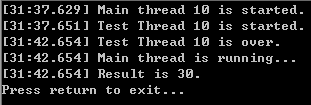 [31:37.629] Main thread 10 is started.
[31:37.651] Test Thread 10 is started.
[31:42.654] Test Thread 10 is over.
[31:42.654] Main thread is running...
[31:42.654] Result is 30.
Press return to exit...